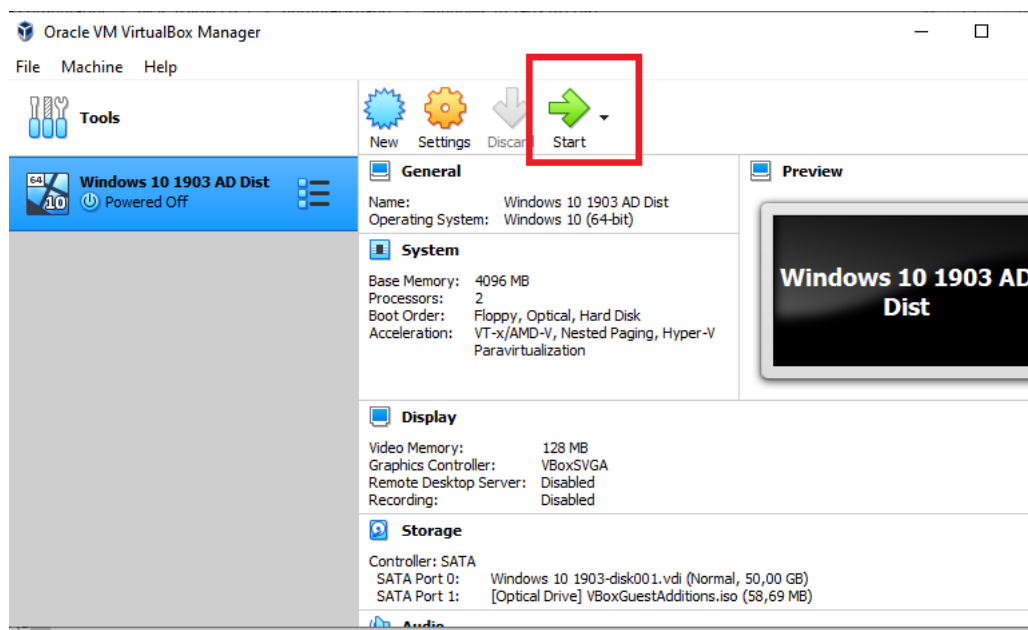 Oracle VM VirtualBox Manager
File Machine Help
Tools
New Settings Discard Start
64
10
Windows 10 1903 AD Dist
Powered Off
General
Name: Windows 10 1903 AD Dist
Operating System: Windows 10 (64-bit)
System
Base Memory: 4096 MB
Processors: 2
Boot Order: Floppy, Optical, Hard Disk
Acceleration: VT-x/AMD-V, Nested Paging, Hyper-V
Paravirtualization
Preview
Windows 10 1903 AD
Dist
Display
Video Memory: 128 MB
Graphics Controller: VBoxSVGA
Remote Desktop Server: Disabled
Recording: Disabled
Storage
Controller: SATA
SATA Port 0: Windows 10 1903-disk001.vdi (Normal, 50,00 GB)
SATA Port 1: [Optical Drive] VBoxGuestAdditions.iso (58,69 MB)
Audio